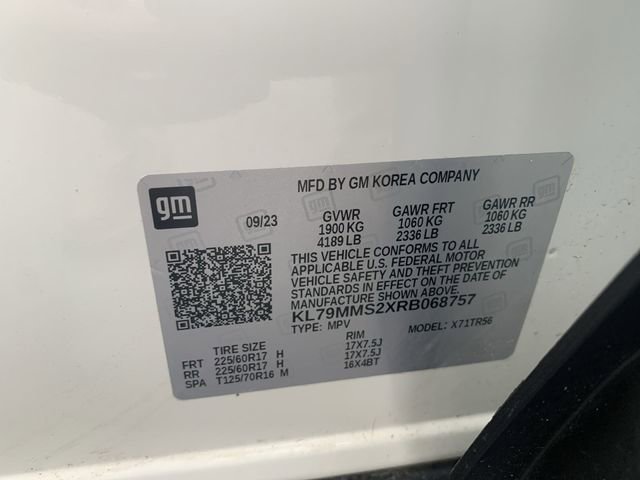 gm
MFD BY GM KOREA COMPANY
09/23
GVWR GAWR FRT GAWR RR
1900 KG 1060 KG 1060 KG
4189 LB 2336 LB 2336 LB
THIS VEHICLE CONFORMS TO ALL
APPLICABLE U.S. FEDERAL MOTOR
VEHICLE SAFETY AND THEFT PREVENTION
STANDARDS IN EFFECT ON THE DATE OF
MANUFACTURE SHOWN ABOVE.
KL79MMS2XRB068757
TYPE: MPV MODEL: X71TR56
TIRE SIZE RIM
FRT 225/60R17 H 17X7.5J
RR 225/60R17 H 17X7.5J
SPA T125/70R16 M 16X4BT